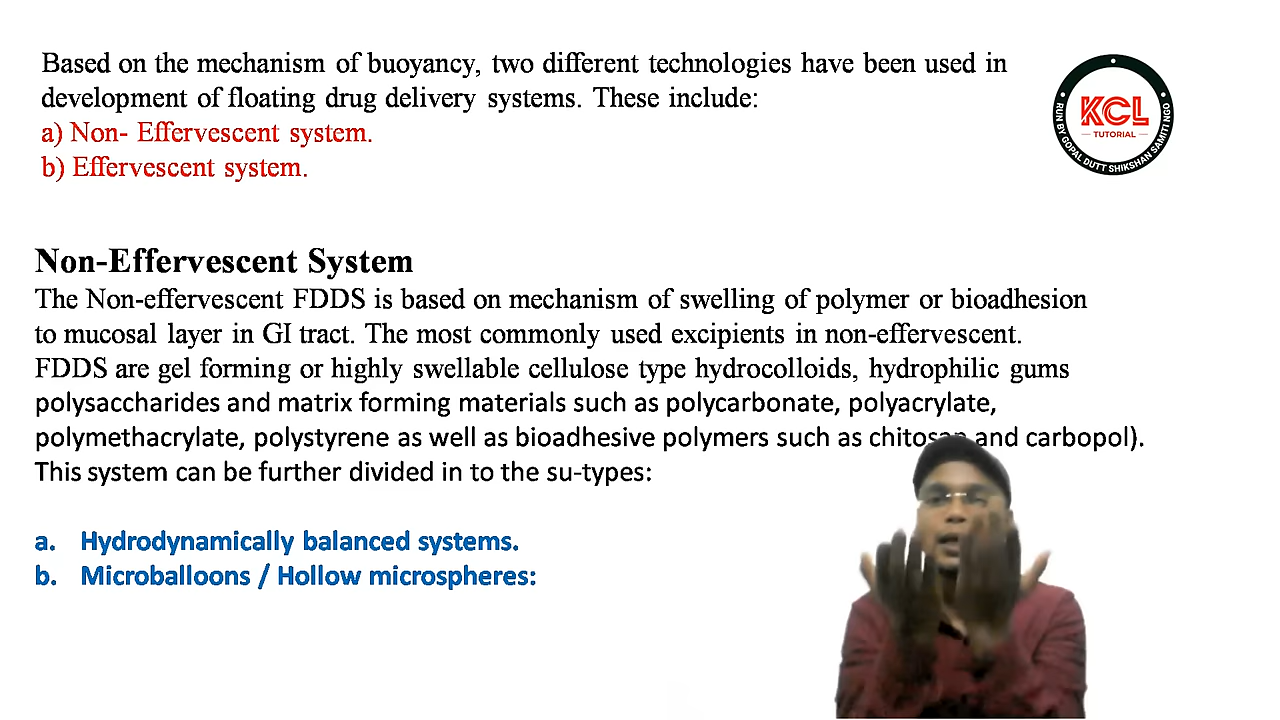 Based on the mechanism of buoyancy, two different technologies have been used in
development of floating drug delivery systems. These include:
a) Non- Effervescent system.
b) Effervescent system.
KCL
TUTORIAL
RUN BY GOPAL DUTT SHIKSHAN SAMITI NGO
Non-Effervescent System
The Non-effervescent FDDS is based on mechanism of swelling of polymer or bioadhesion
to mucosal layer in GI tract. The most commonly used excipients in non-effervescent.
FDDS are gel forming or highly swellable cellulose type hydrocolloids, hydrophilic gums
polysaccharides and matrix forming materials such as polycarbonate, polyacrylate,
polymethacrylate, polystyrene as well as bioadhesive polymers such as chitosan and carbopol).
This system can be further divided in to the su-types:
a. Hydrodynamically balanced systems.
b. Microballoons / Hollow microspheres: